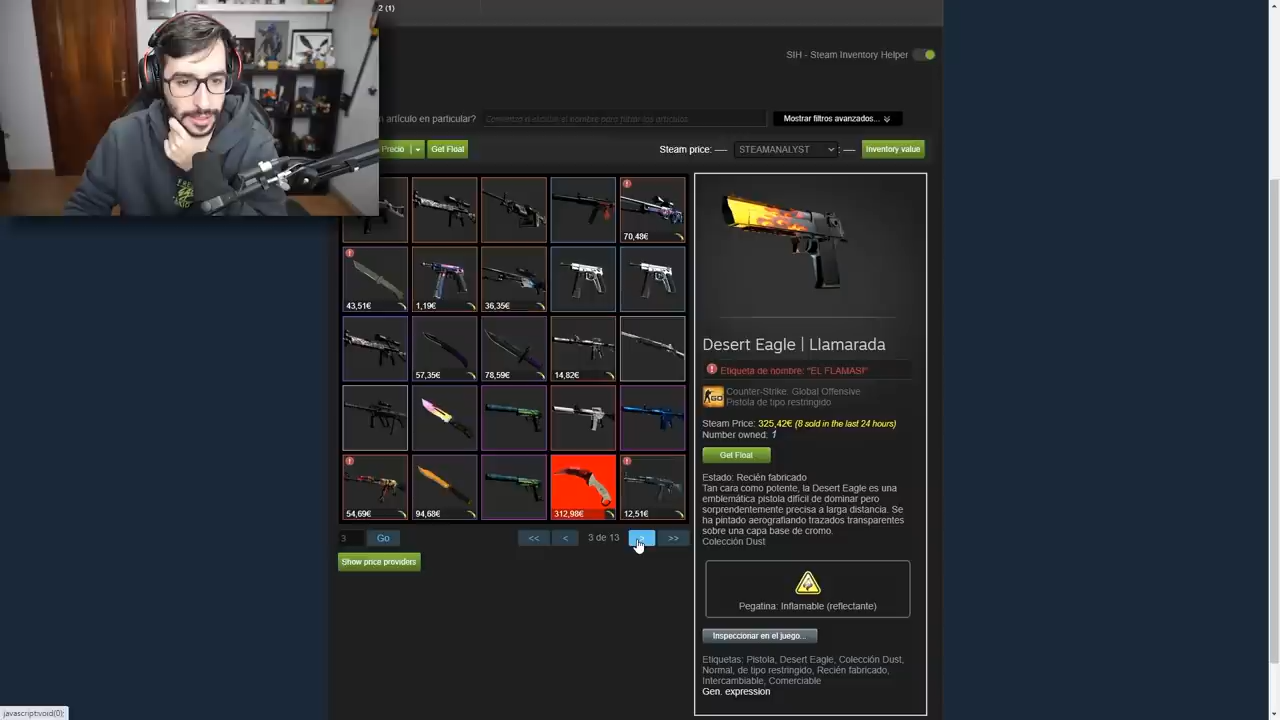 2 (1)
SIH - Steam Inventory Helper
n artículo en particular?
Mostrar filtros avanzados...
Precio
Get Float
Steam price: —
STEAMANALYST
: —
Inventory value
70,48€
43,51€
1,19€
36,35€
57,35€
78,59€
14,82€
54,69€
94,68€
312,98€
12,51€
3
Go
<<
<
3 de 13
>
>>
Show price providers
Desert Eagle | Llamarada
Etiqueta de nombre: "EL FLAMASI"
Counter-Strike: Global Offensive
Pistola de tipo restringido
Steam Price: 325,42€ (8 sold in the last 24 hours)
Number owned: 1
Get Float
Estado: Recién fabricado
Tan cara como potente, la Desert Eagle es una
emblemática pistola difícil de dominar pero
sorprendentemente precisa a larga distancia. Se
ha pintado aerografiando trazados transparentes
sobre una capa base de cromo.
Colección Dust
Pegatina: Inflamable (reflectante)
Inspeccionar en el juego...
Etiquetas: Pistola, Desert Eagle, Colección Dust,
Normal, de tipo restringido, Recién fabricado,
Intercambiable, Comerciable
Gen. expression
javascript:void(0);